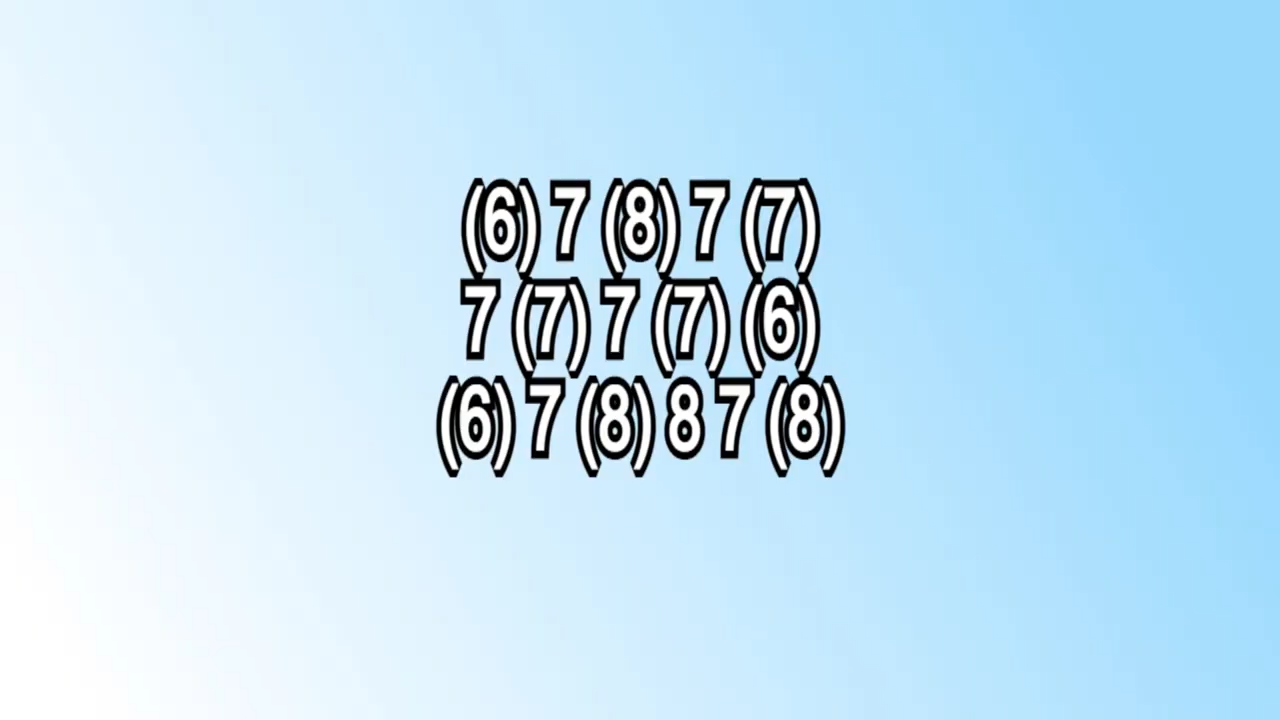 (6) 7 (8) 7 (7)
7 (7) 7 (7) (6)
(6) 7 (8) 8 7 (8)